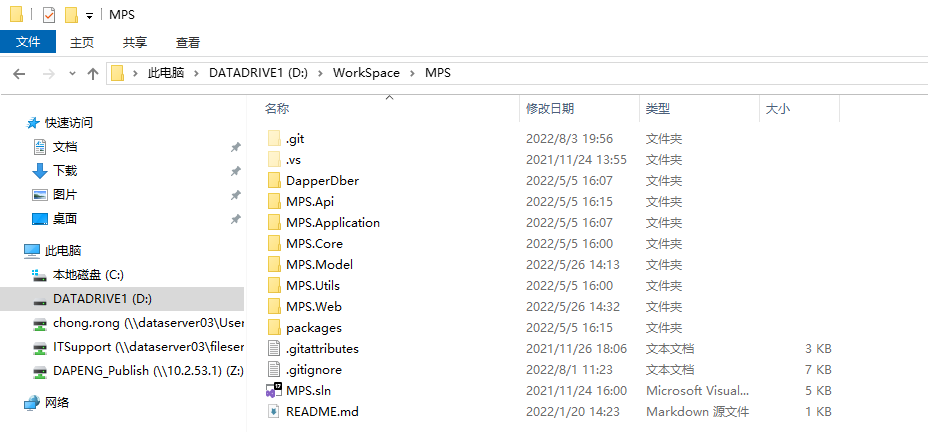 MPS
文件 主页 共享 查看
此电脑 > DATADRIVE1 (D:) > WorkSpace > MPS
快速访问
文档
下载
图片
桌面
此电脑
本地磁盘 (C:)
DATADRIVE1 (D:)
chong.rong (\\dataserver03\User
ITSupport (\\dataserver03\fileser
DAPENG_Publish (\\10.2.53.1) (Z:)
网络
名称 修改日期 类型 大小
.git 2022/8/3 19:56 文件夹
.vs 2021/11/24 13:55 文件夹
DapperDber 2022/5/5 16:07 文件夹
MPS.Api 2022/5/5 16:15 文件夹
MPS.Application 2022/5/5 16:07 文件夹
MPS.Core 2022/5/5 16:00 文件夹
MPS.Model 2022/5/26 14:13 文件夹
MPS.Utils 2022/5/5 16:00 文件夹
MPS.Web 2022/5/26 14:32 文件夹
packages 2022/5/5 16:15 文件夹
.gitattributes 2021/11/26 18:06 文本文档 3 KB
.gitignore 2022/8/1 11:23 文本文档 7 KB
MPS.sln 2021/11/24 16:00 Microsoft Visual... 5 KB
README.md 2022/1/20 14:23 Markdown 源文件 1 KB